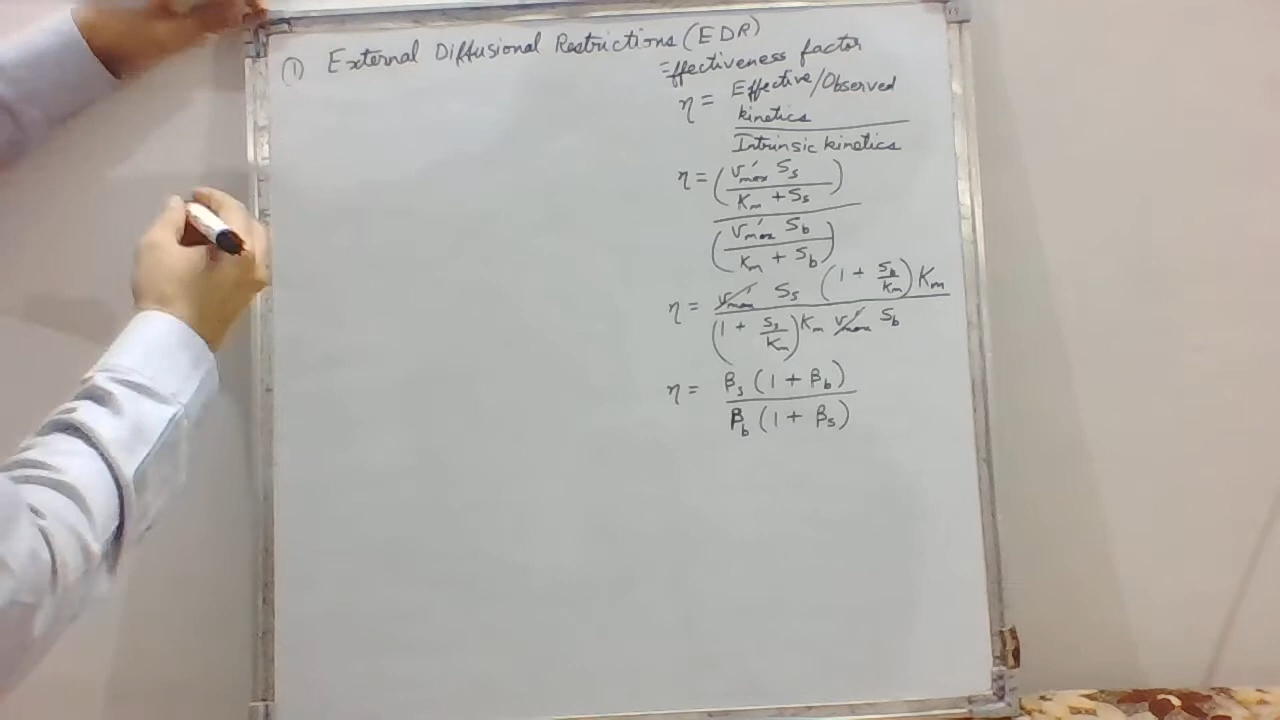 ① External Diffusional Restrictions (EDR)
Effectiveness factor
η = Effective/Observed
kinetics
Intrinsic kinetics
η = (v'max Ss
Km + Ss)
(v'max Sb
Km + Sb)
η = v'max Ss (1 + Sb/Km) Km
(1 + Ss/Km) Km v'max Sb
η = βs (1 + βb)
βb (1 + βs)